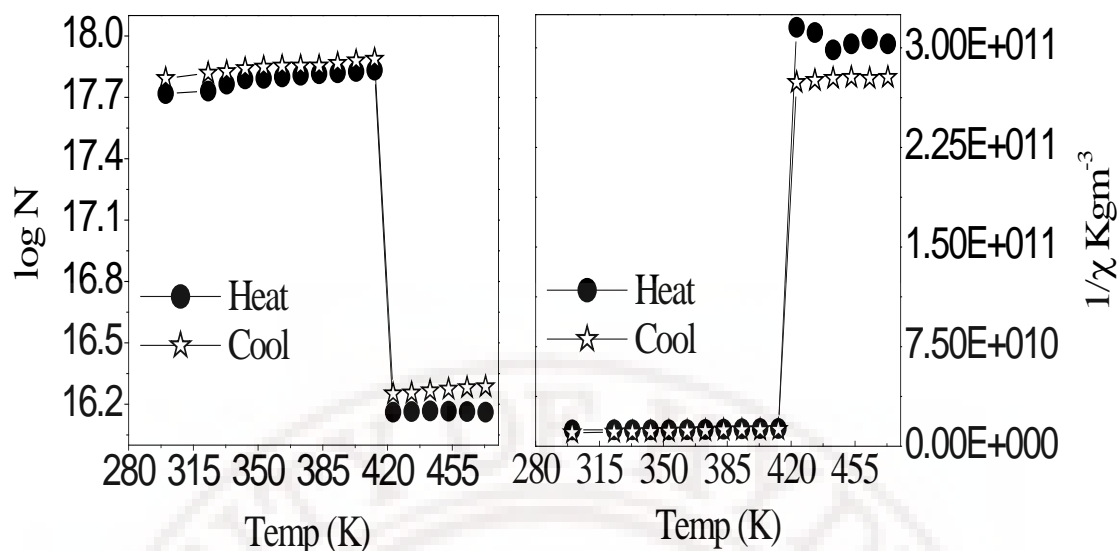 18.0
17.7
17.4
17.1
16.8
16.5
16.2
log N
Heat
Cool
280 315 350 385 420 455
Temp (K)
3.00E+011
2.25E+011
1.50E+011
7.50E+010
0.00E+000
1/χ Kgm⁻³
Heat
Cool
280 315 350 385 420 455
Temp (K)